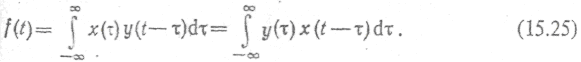 f(t) = ∫_{-∞}^{∞} x(τ) y(t—τ)dτ = ∫_{-∞}^{∞} y(τ) x (t—τ) dτ. (15.25)